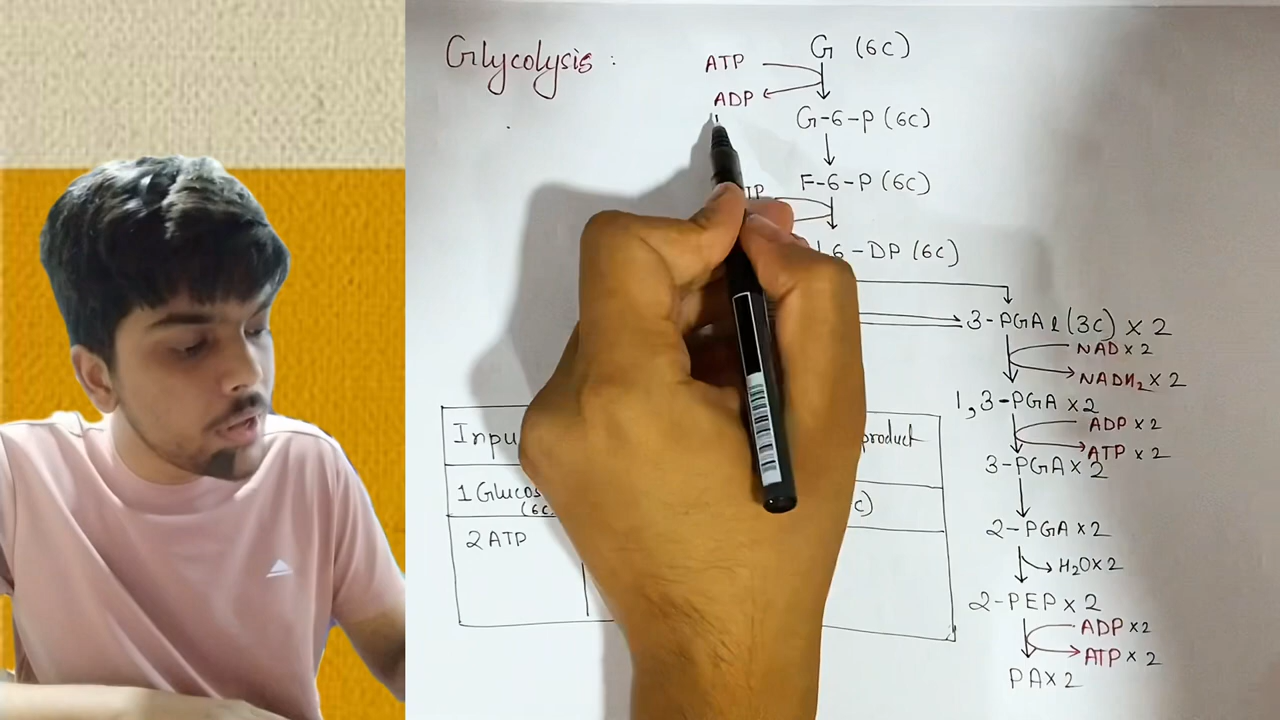 Glycolysis :
G (6C)
ATP
ADP
G-6-P (6C)
F-6-P (6C)
6-DP (6C)
3-PGAl (3C) × 2
NAD × 2
NADH₂ × 2
1,3-PGA × 2
ADP × 2
ATP × 2
3-PGA × 2
2-PGA × 2
H₂O × 2
2-PEP × 2
ADP × 2
ATP × 2
PA × 2
product
1 Glucos
(6C
2 ATP